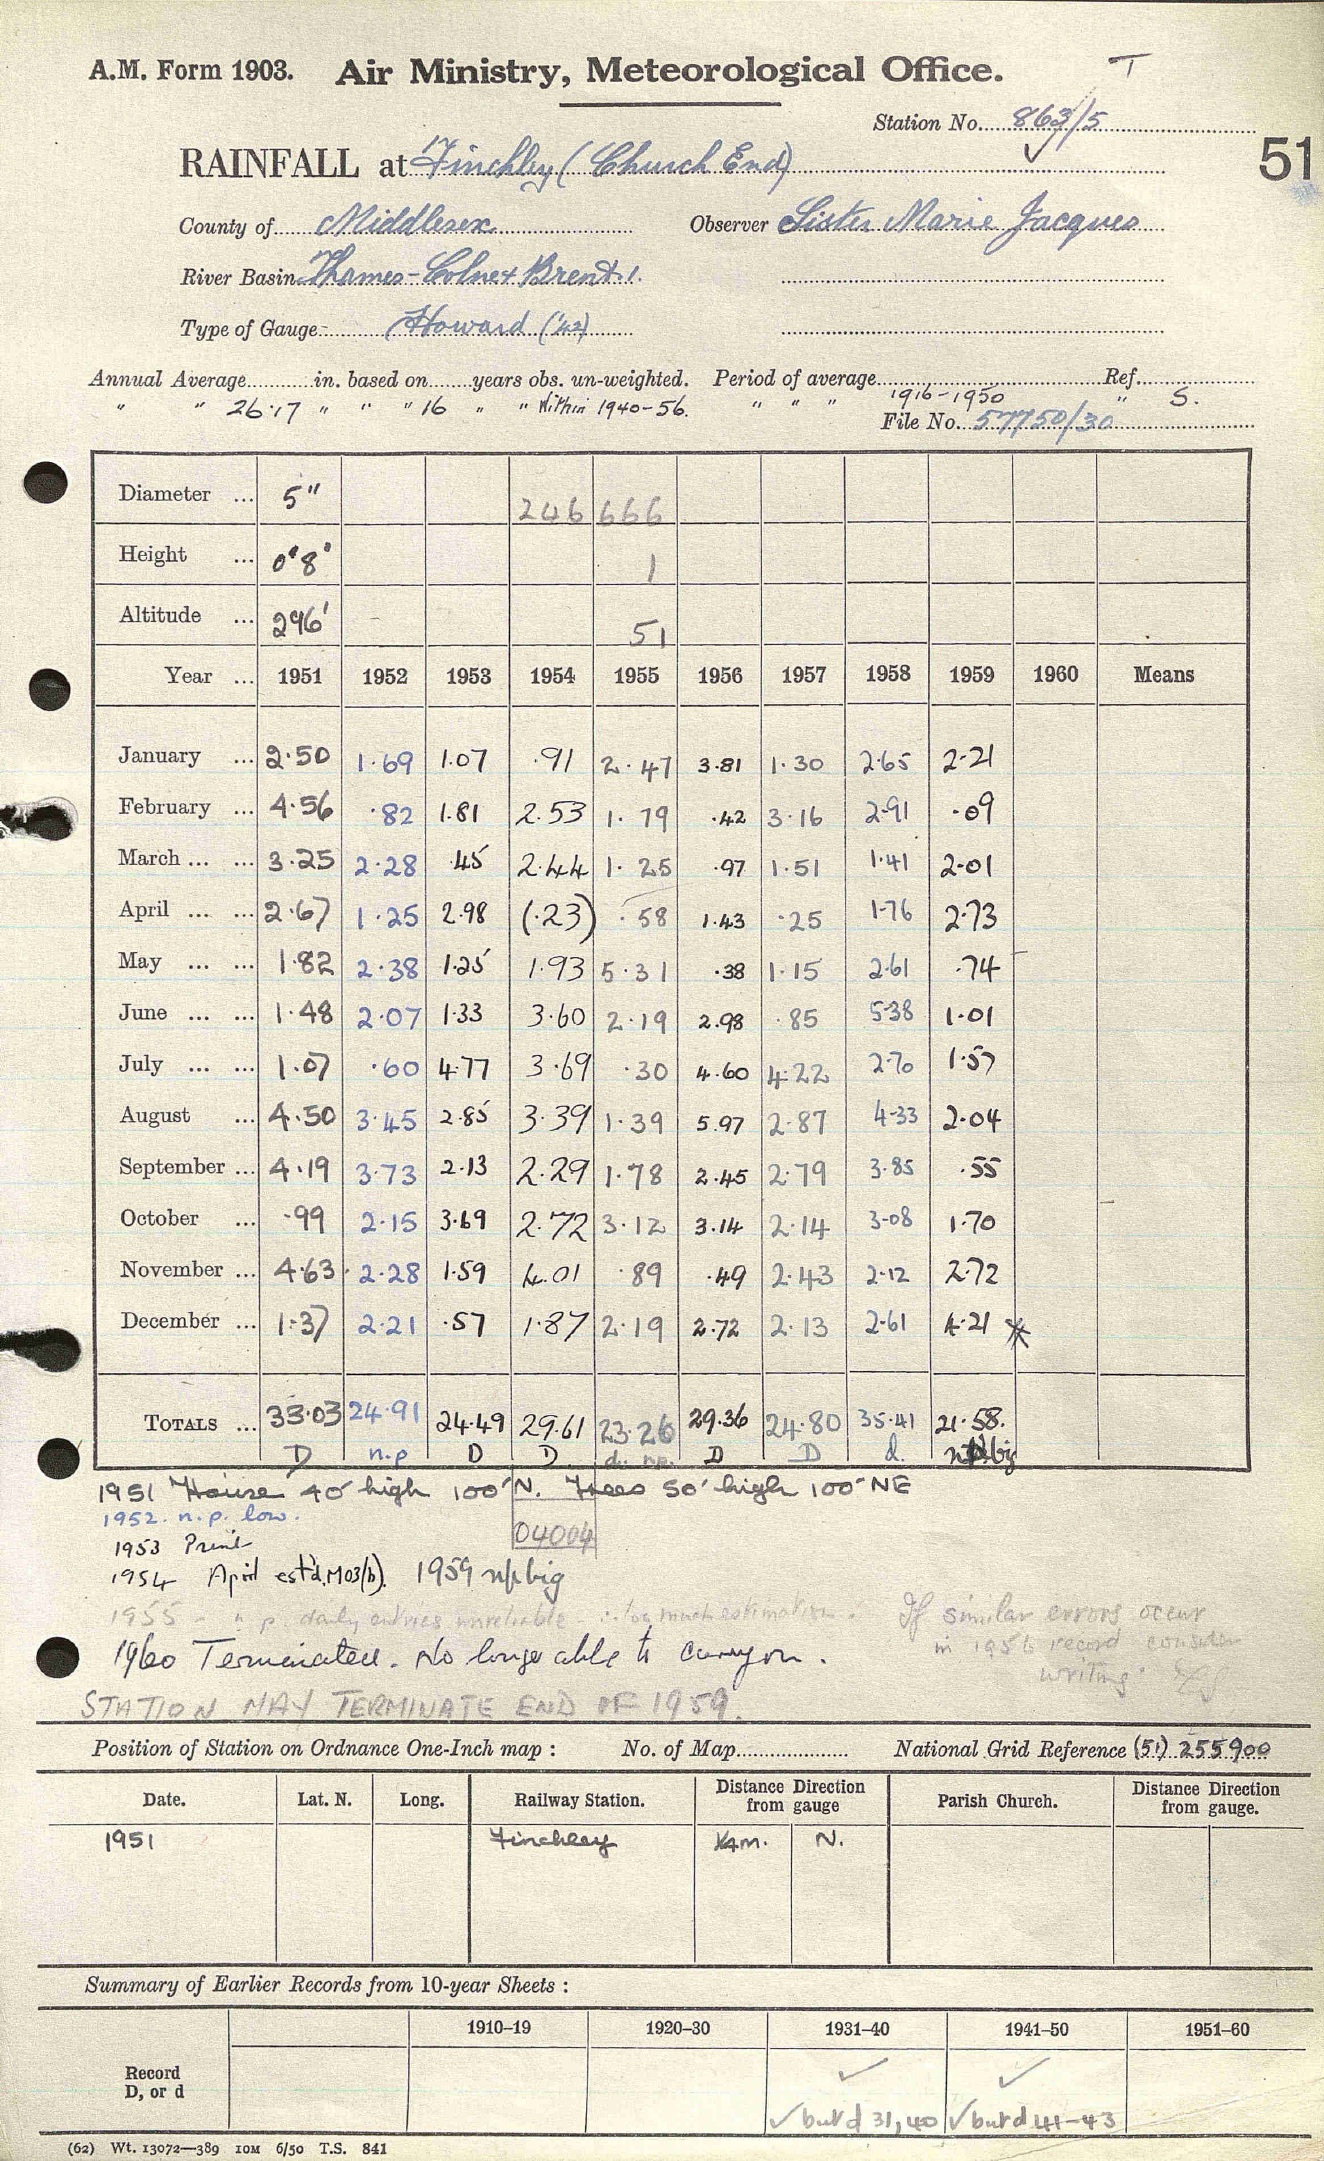 A.M. Form 1903. Air Ministry, Meteorological Office. T
Station No. 863/5
51
RAINFALL at Finchley (Church End)
County of Middlesex Observer Sister Marie Jacques
River Basin Thames-Colne & Brent 1.
Type of Gauge Howard ('42)
Annual Average in. based on years obs. un-weighted. Period of average 1916-1950 Ref.
" " 26.17 " " " 16 " " Within 1940-56. " " " " S.
File No. 57750/30
Diameter ... 5" 246 666
Height ... 0'8" 1
Altitude ... 296' 51
Year ... 1951 1952 1953 1954 1955 1956 1957 1958 1959 1960 Means
January ... 2.50 1.69 1.07 .91 2.47 3.81 1.30 2.65 2.21
February ... 4.56 .82 1.81 2.53 1.79 .42 3.16 2.91 .09
March ... ... 3.25 2.28 .45 2.44 1.25 .97 1.51 1.41 2.01
April ... ... 2.67 1.25 2.98 (.23) .58 1.43 .25 1.76 2.73
May ... ... 1.82 2.38 1.25 1.93 5.31 .38 1.15 2.61 .74
June ... ... 1.48 2.07 1.33 3.60 2.19 2.98 .85 5.38 1.01
July ... ... 1.07 .60 4.77 3.69 .30 4.60 4.22 2.70 1.57
August ... 4.50 3.45 2.85 3.39 1.39 5.97 2.87 4.33 2.04
September ... 4.19 3.73 2.13 2.29 1.78 2.45 2.79 3.85 .55
October ... .99 2.15 3.69 2.72 3.12 3.14 2.14 3.08 1.70
November ... 4.63 2.28 1.59 4.01 .89 .49 2.43 2.12 2.72
December ... 1.37 2.21 .57 1.87 2.19 2.72 2.13 2.61 4.21 *
TOTALS ... 33.03 24.91 24.49 29.61 23.26 29.36 24.80 35.41 21.58.
D n.p D D d. np. D D d. big
1951 House 40' high 100' N. Trees 50' high 100' NE
1952. n.p. low.
04004
1953 Print
1954 April est'd. M03/b). 1959 np big
1955 - n p. daily entries unreliable - too much estimation. If similar errors occur
in 1956 record consider
1960 Terminated. No longer able to carry on.
writing.
STATION MAY TERMINATE END OF 1959.
Position of Station on Ordnance One-Inch map : No. of Map National Grid Reference (51) 255900
Date. Lat. N. Long. Railway Station. Distance Direction from gauge Parish Church. Distance Direction from gauge.
1951 Finchley ¼m. N.
Summary of Earlier Records from 10-year Sheets :
1910–19 1920–30 1931–40 1941–50 1951–60
Record
D, or d
✓ ✓
✓ but d 31, 40 ✓ but d 41-43
(62) Wt. 13072—389 10M 6/50 T.S. 841